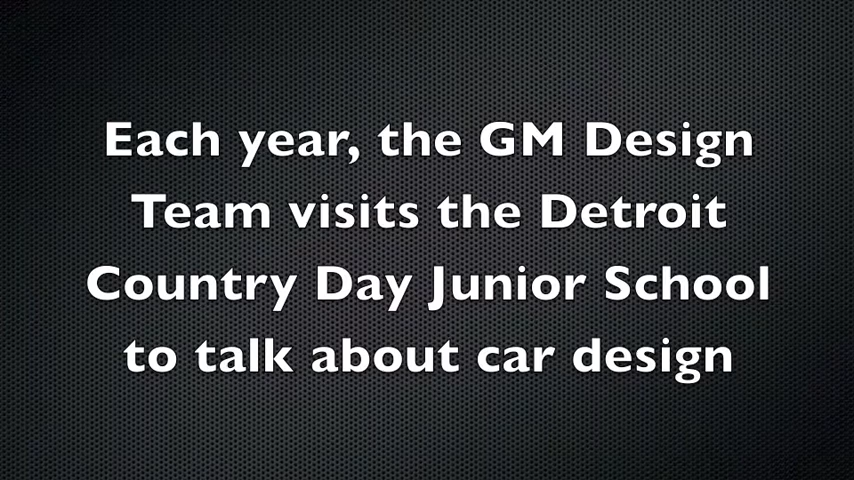 Each year, the GM Design
Team visits the Detroit
Country Day Junior School
to talk about car design